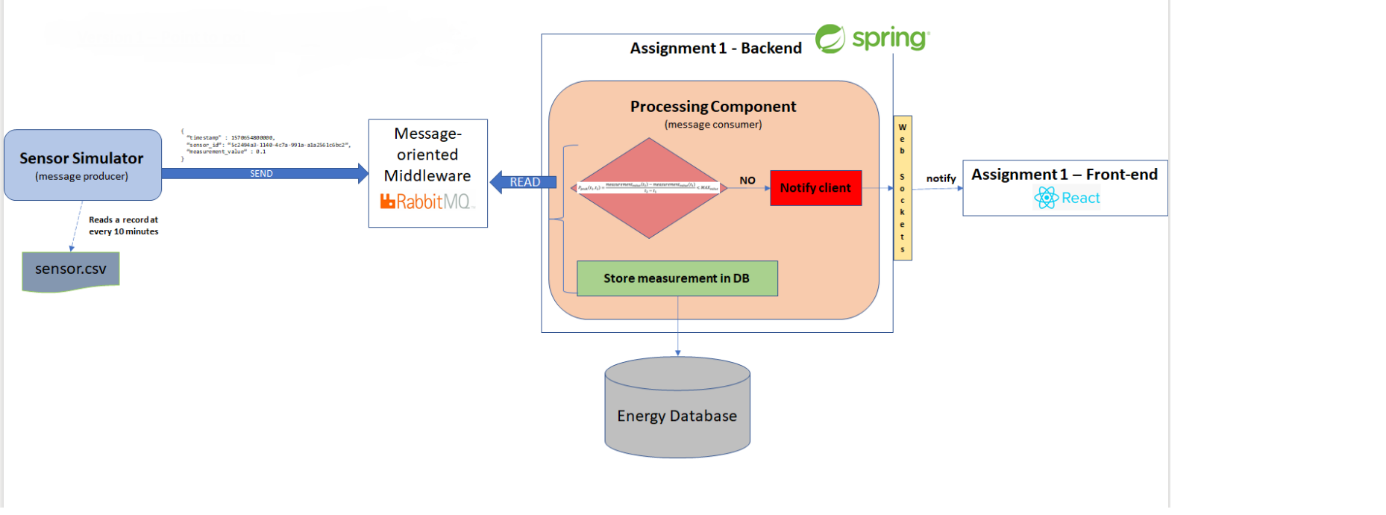 Assignment 1 - Backend
spring
Processing Component
(message consumer)
Sensor Simulator
(message producer)
{
"timestamp" : 1570654800000,
"measurement_value" : 0.1
}
SEND
Message-
oriented
Middleware
RabbitMQ
READ
NO
Notify client
Web Sockets
notify
Assignment 1 – Front-end
React
Reads a record at
every 10 minutes
sensor.csv
Store measurement in DB
Energy Database